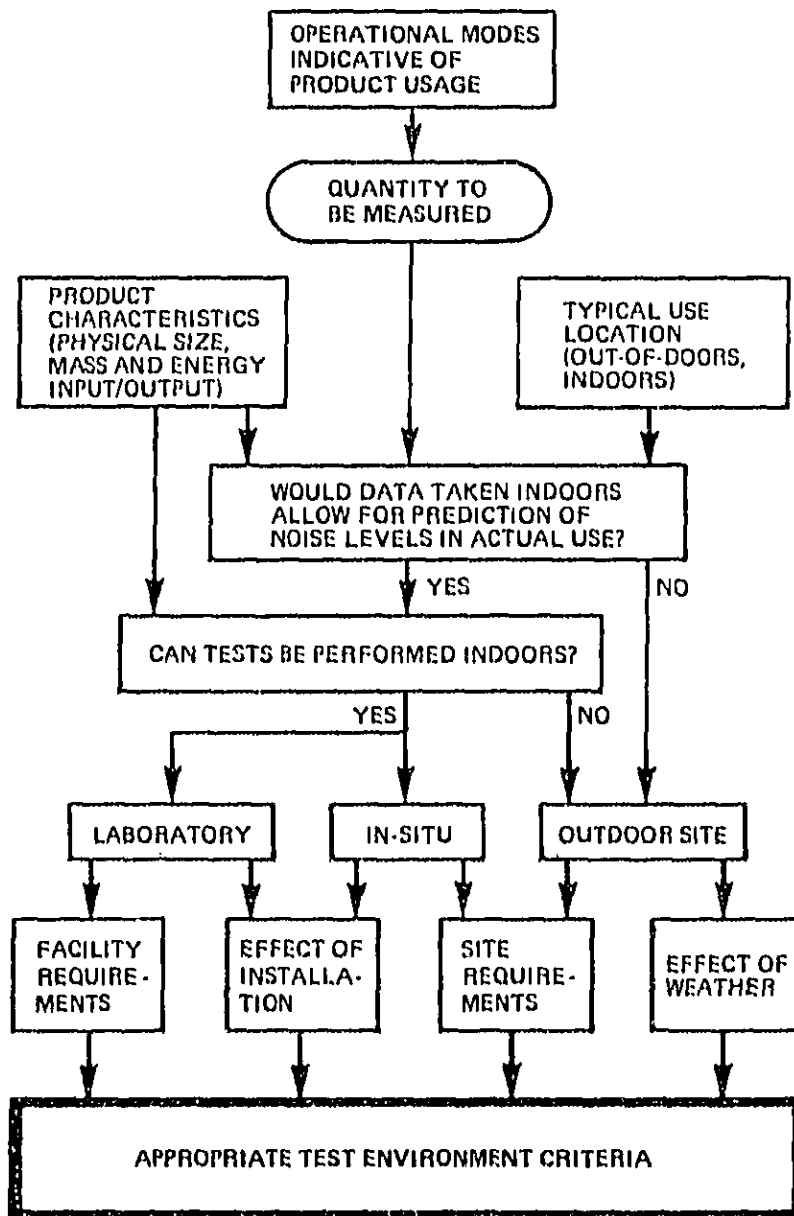 OPERATIONAL MODES
INDICATIVE OF
PRODUCT USAGE
QUANTITY TO
BE MEASURED
PRODUCT
CHARACTERISTICS
(PHYSICAL SIZE,
MASS AND ENERGY
INPUT/OUTPUT)
TYPICAL USE
LOCATION
(OUT-OF-DOORS,
INDOORS)
WOULD DATA TAKEN INDOORS
ALLOW FOR PREDICTION OF
NOISE LEVELS IN ACTUAL USE?
YES
NO
CAN TESTS BE PERFORMED INDOORS?
YES
NO
LABORATORY
IN-SITU
OUTDOOR SITE
FACILITY
REQUIRE-
MENTS
EFFECT OF
INSTALLA-
TION
SITE
REQUIRE-
MENTS
EFFECT OF
WEATHER
APPROPRIATE TEST ENVIRONMENT CRITERIA